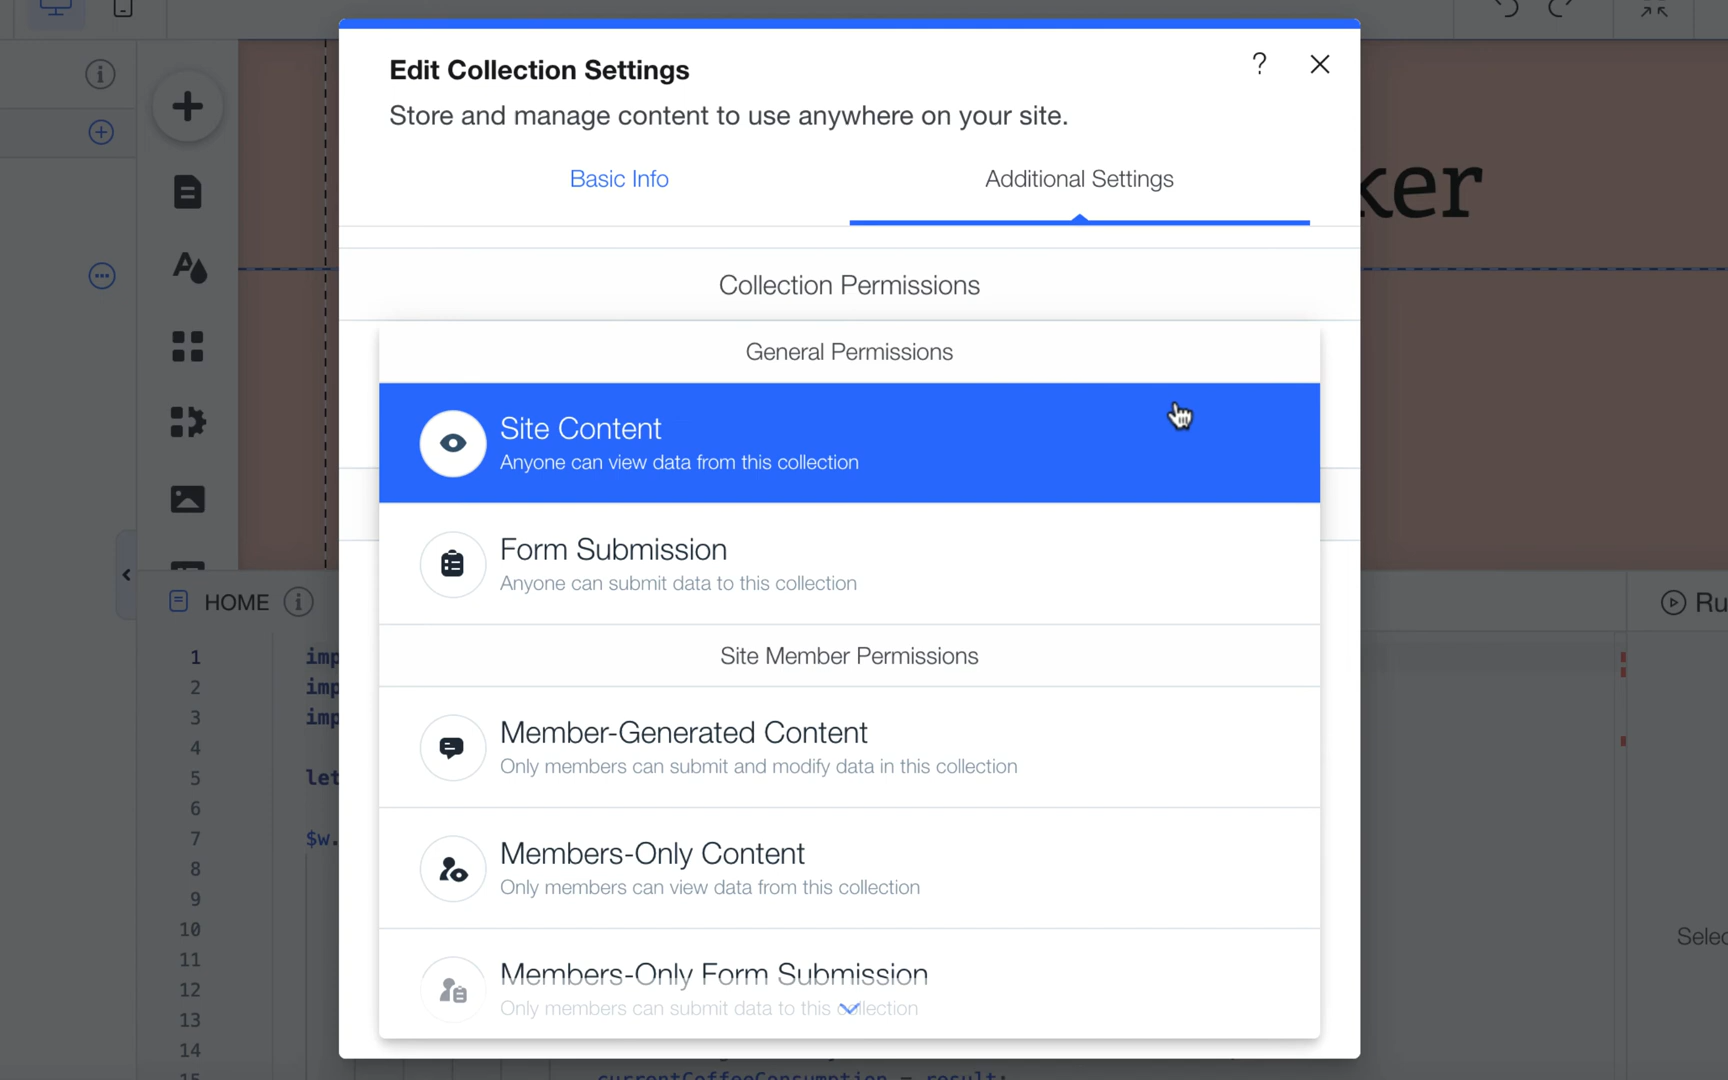 Edit Collection Settings
?
Store and manage content to use anywhere on your site.
Basic Info
Additional Settings
ker
Collection Permissions
General Permissions
Site Content
Anyone can view data from this collection
Form Submission
Anyone can submit data to this collection
Site Member Permissions
Member-Generated Content
Only members can submit and modify data in this collection
Members-Only Content
Only members can view data from this collection
Members-Only Form Submission
Only members can submit data to this collection
HOME
Ru
1 imp
2 imp
3 imp
4
5 let
6
7 $w.
8
9
10
11
12
13
14
15
Selec
currentCoffeeConsumption = result;